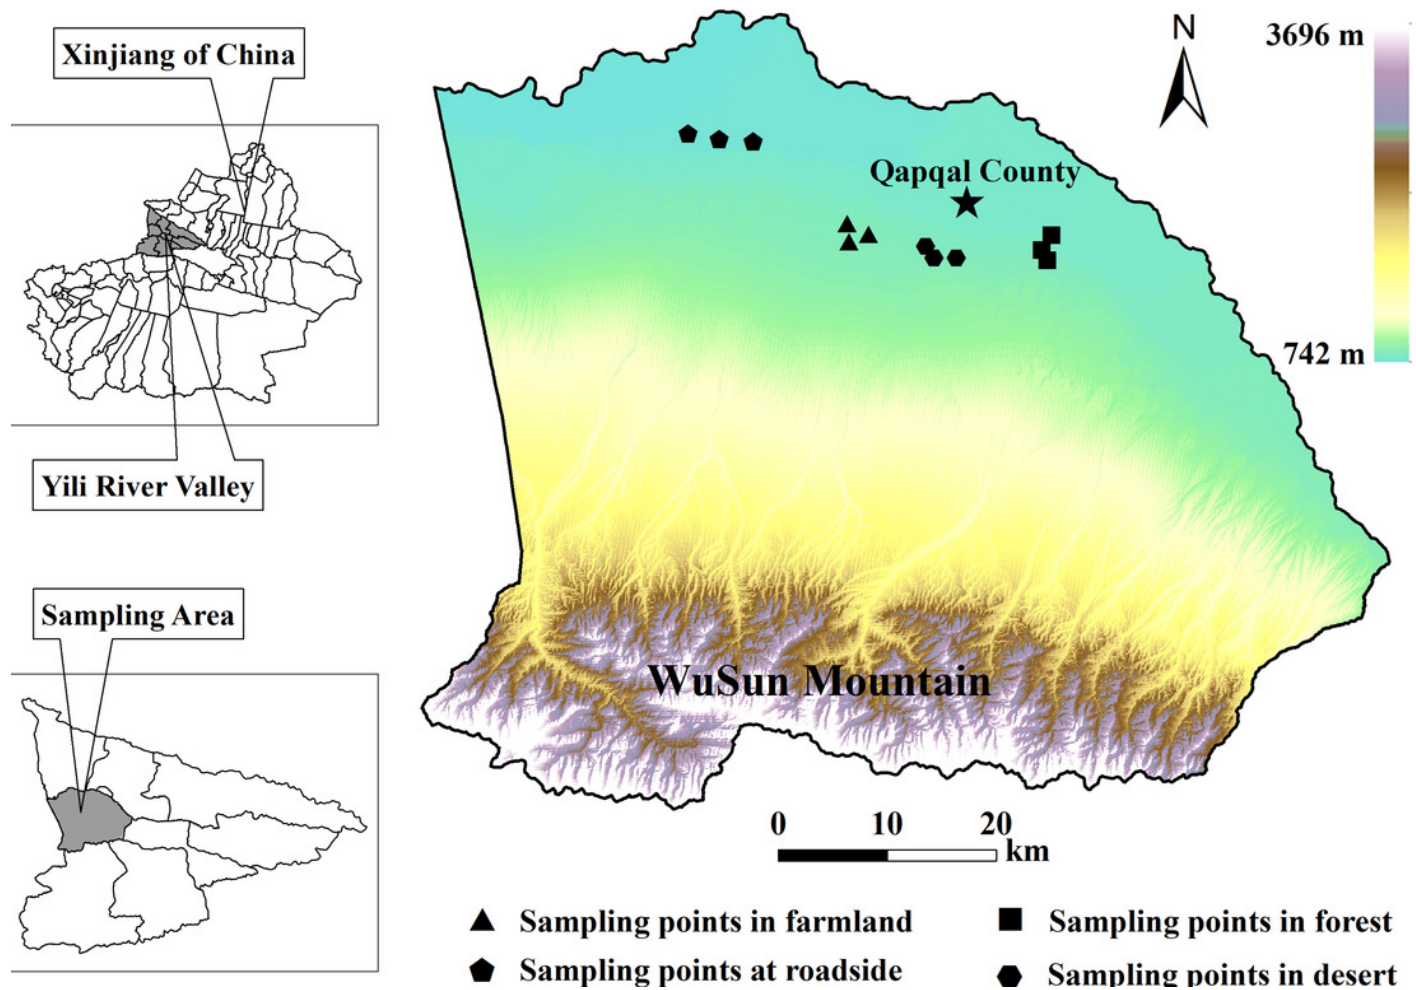 Xinjiang of China
Yili River Valley
Sampling Area
N
3696 m
742 m
Qapqal County
WuSun Mountain
0 10 20
km
Sampling points in farmland
Sampling points in forest
Sampling points at roadside
Sampling points in desert